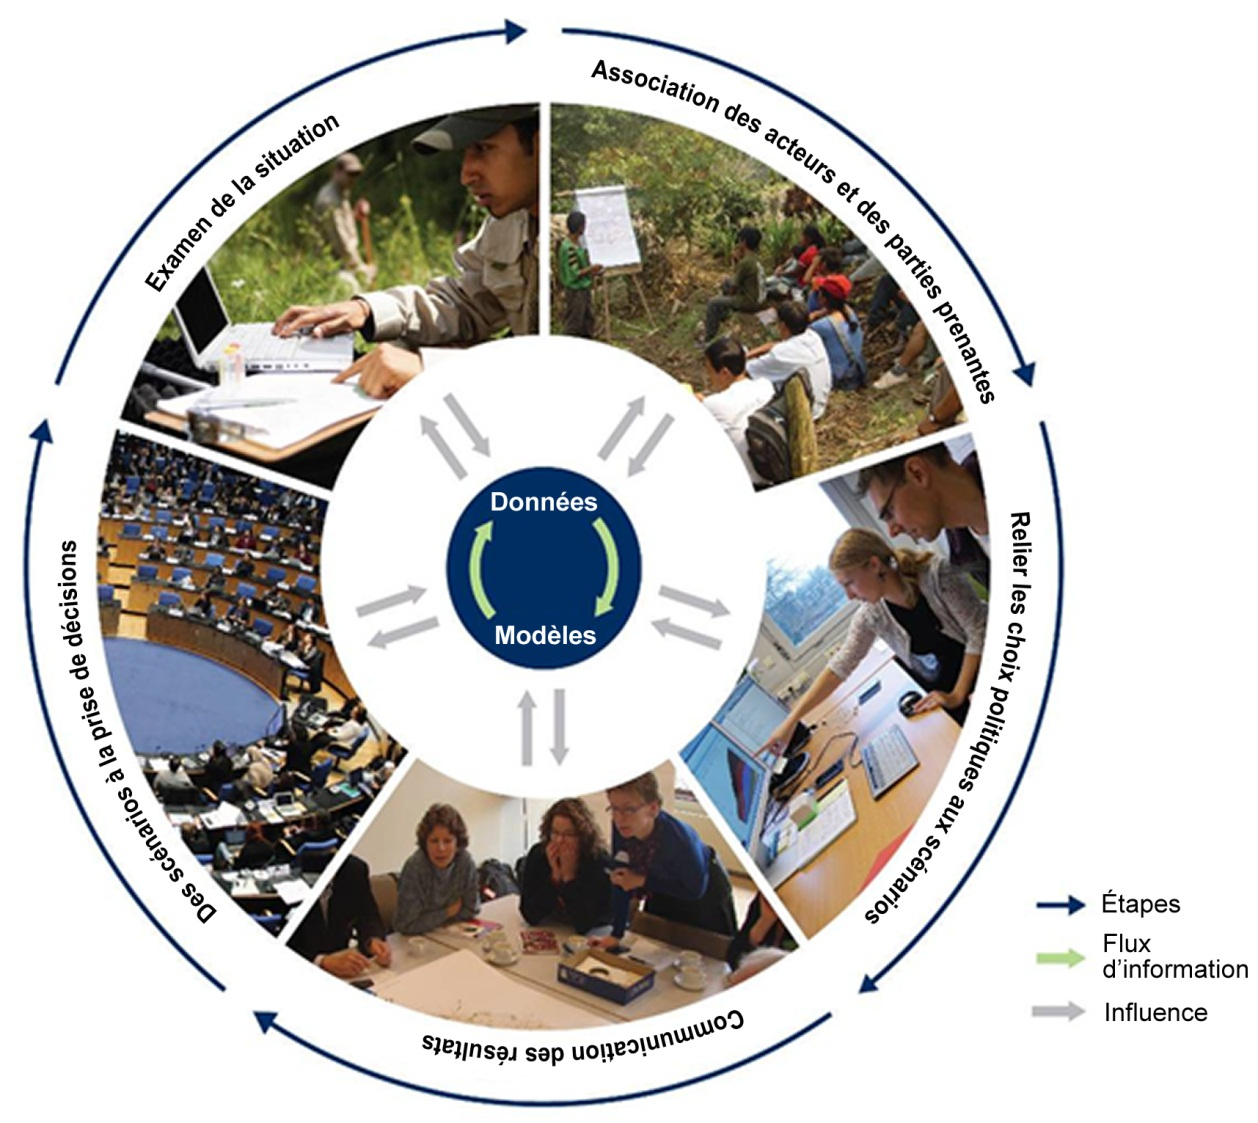 Examen de la situation
Association des acteurs et des parties prenantes
Relier les choix politiques aux scénarios
Communication des résultats
Des scénarios à la prise de décisions
Données
Modèles
Étapes
Flux
d'information
Influence